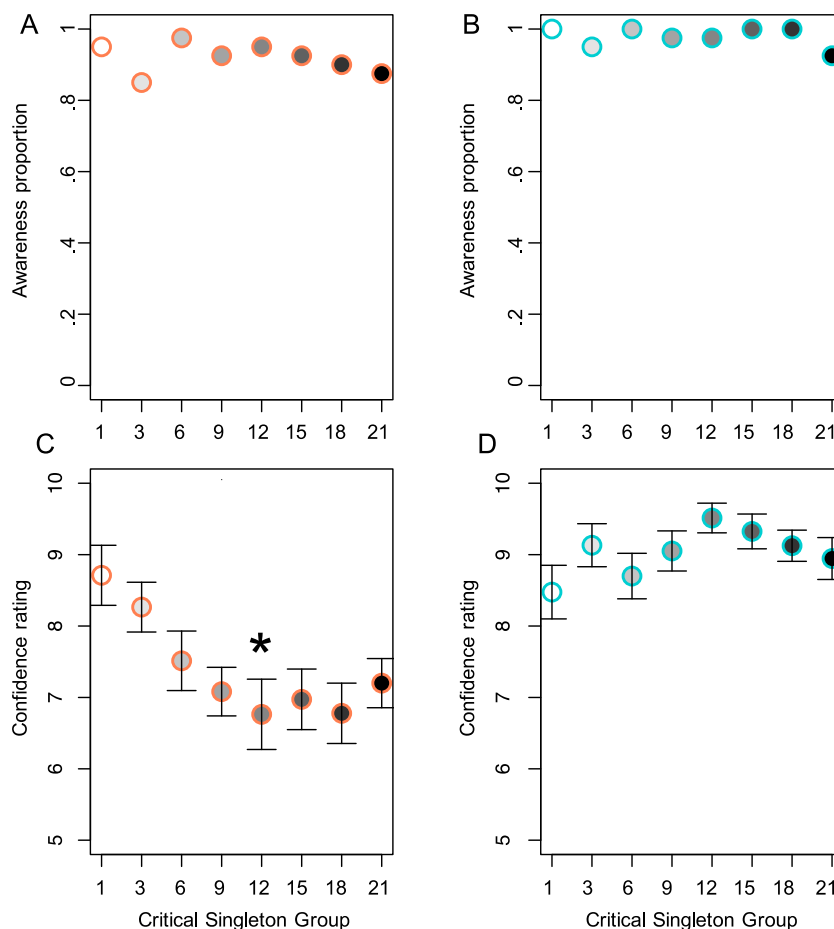 A
B
Awareness proportion
1
.8
.6
.4
.2
0
1 3 6 9 12 15 18 21
Awareness proportion
1
.8
.6
.4
.2
0
1 3 6 9 12 15 18 21
C
D
Confidence rating
10
9
8
7
6
5
*
1 3 6 9 12 15 18 21
Critical Singleton Group
Confidence rating
10
9
8
7
6
5
1 3 6 9 12 15 18 21
Critical Singleton Group